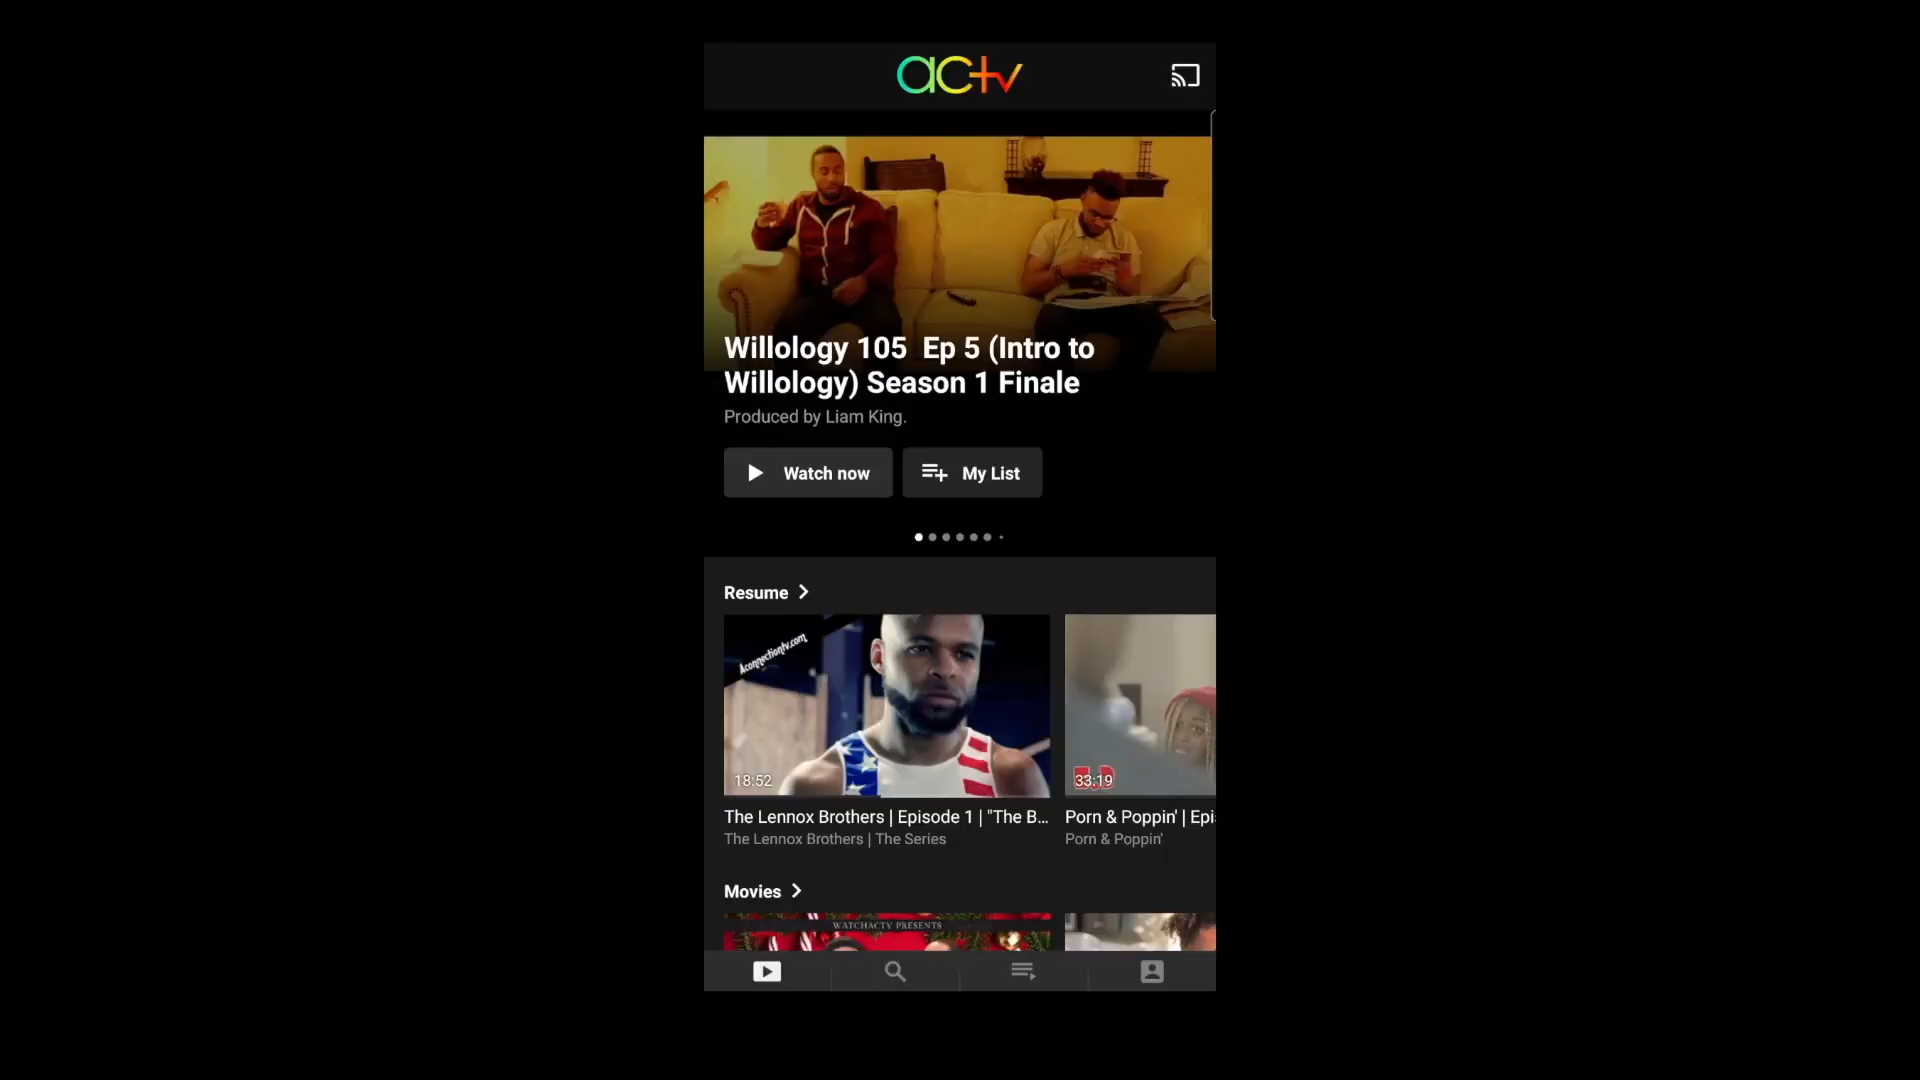 actv
Willology 105  Ep 5 (Intro to
Willology) Season 1 Finale
Produced by Liam King.
Watch now
My List
Resume
Aconnectiontv.com
18:52
33:19
The Lennox Brothers | Episode 1 | "The B...
Porn & Poppin' | Epi
The Lennox Brothers | The Series
Porn & Poppin'
Movies
WATCHACTV PRESENTS